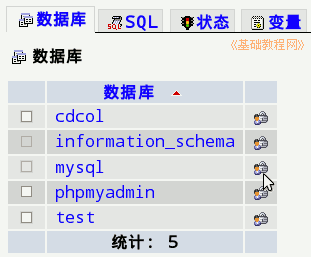 数据库 SQL 状态 变量
《基础教程网》
数据库
数据库
cdcol
information_schema
mysql
phpmyadmin
test
统计: 5